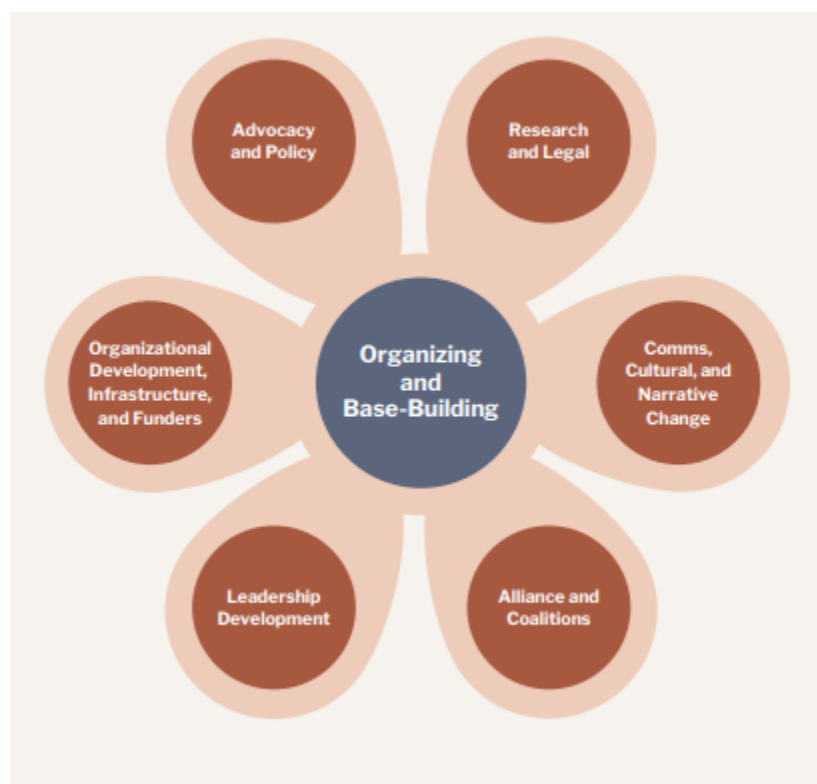 Advocacy
and Policy
Research
and Legal
Organizational
Development,
Infrastructure,
and Funders
Organizing
and
Base-Building
Comms,
Cultural, and
Narrative
Change
Leadership
Development
Alliance and
Coalitions